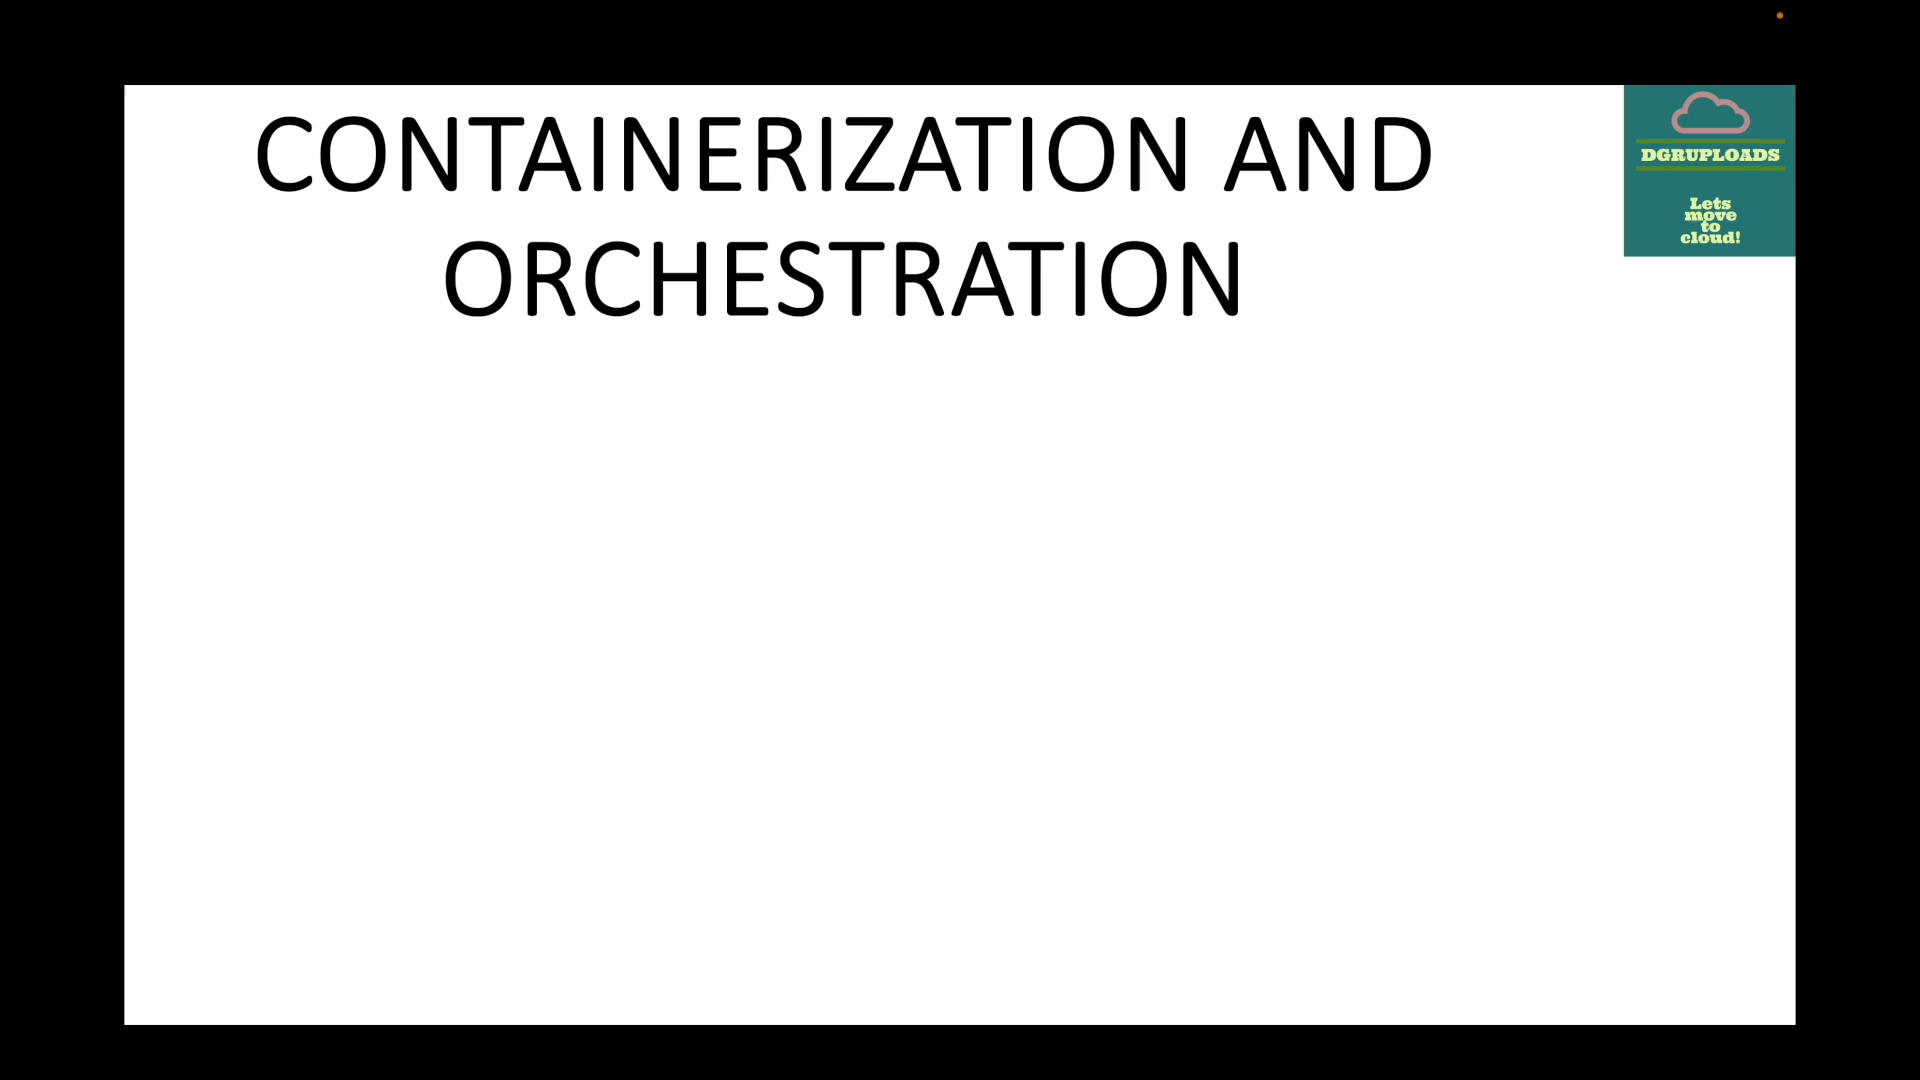 CONTAINERIZATION AND
ORCHESTRATION
DGRUPLOADS
Lets
move
to
cloud!